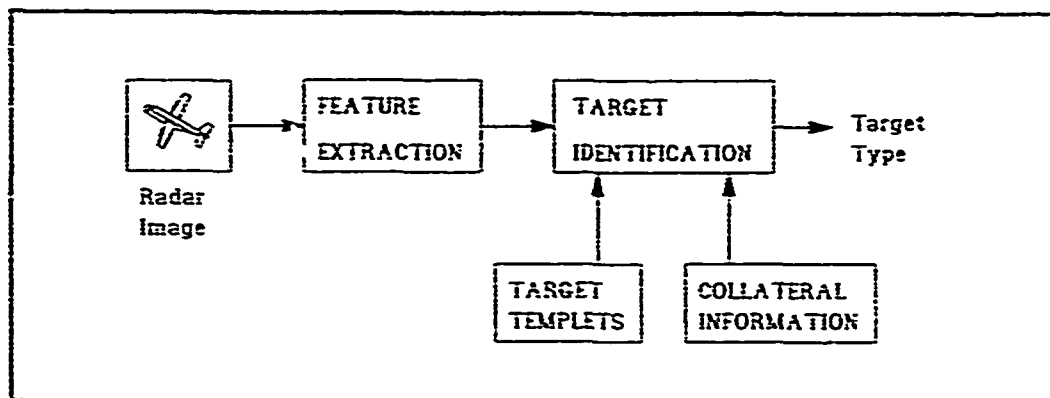 FEATURE
EXTRACTION
TARGET
IDENTIFICATION
Target
Type
Radar
Image
TARGET
TEMPLETS
COLLATERAL
INFORMATION